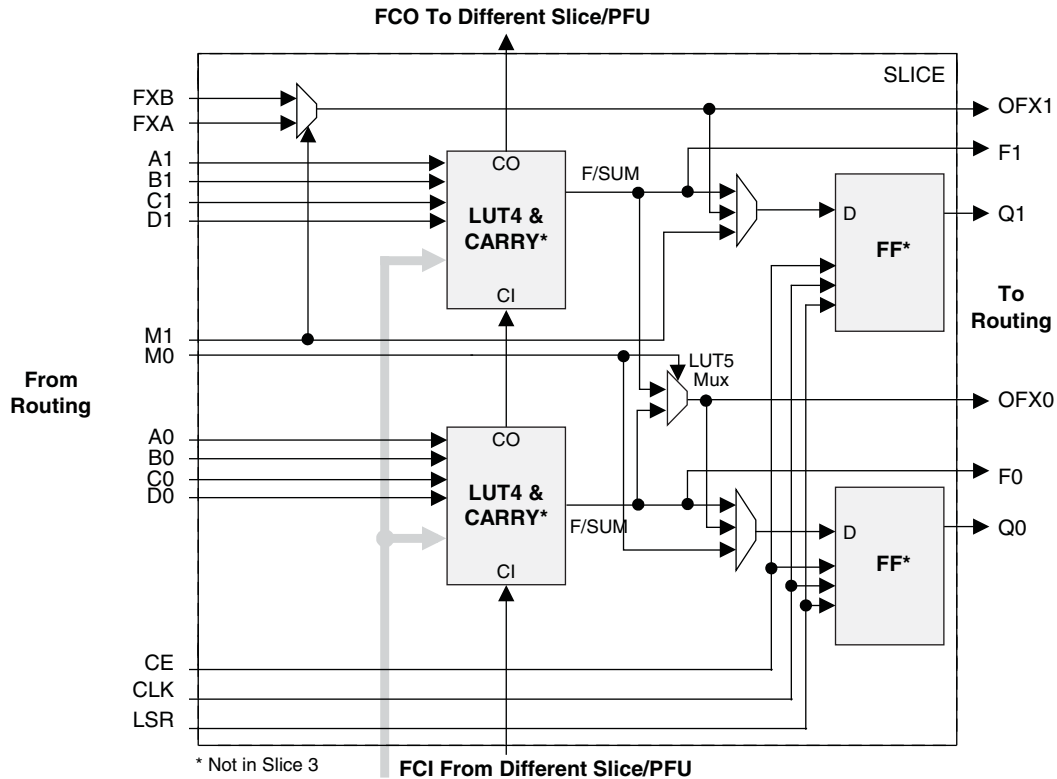 FCO To Different Slice/PFU
SLICE
FXB
FXA
OFX1
F1
A1
B1
C1
D1
CO
LUT4 &
CARRY*
CI
F/SUM
D
FF*
Q1
To
Routing
M1
M0
From
Routing
LUT5
Mux
OFX0
A0
B0
C0
D0
CO
LUT4 &
CARRY*
CI
F/SUM
F0
D
FF*
Q0
CE
CLK
LSR
* Not in Slice 3
FCI From Different Slice/PFU